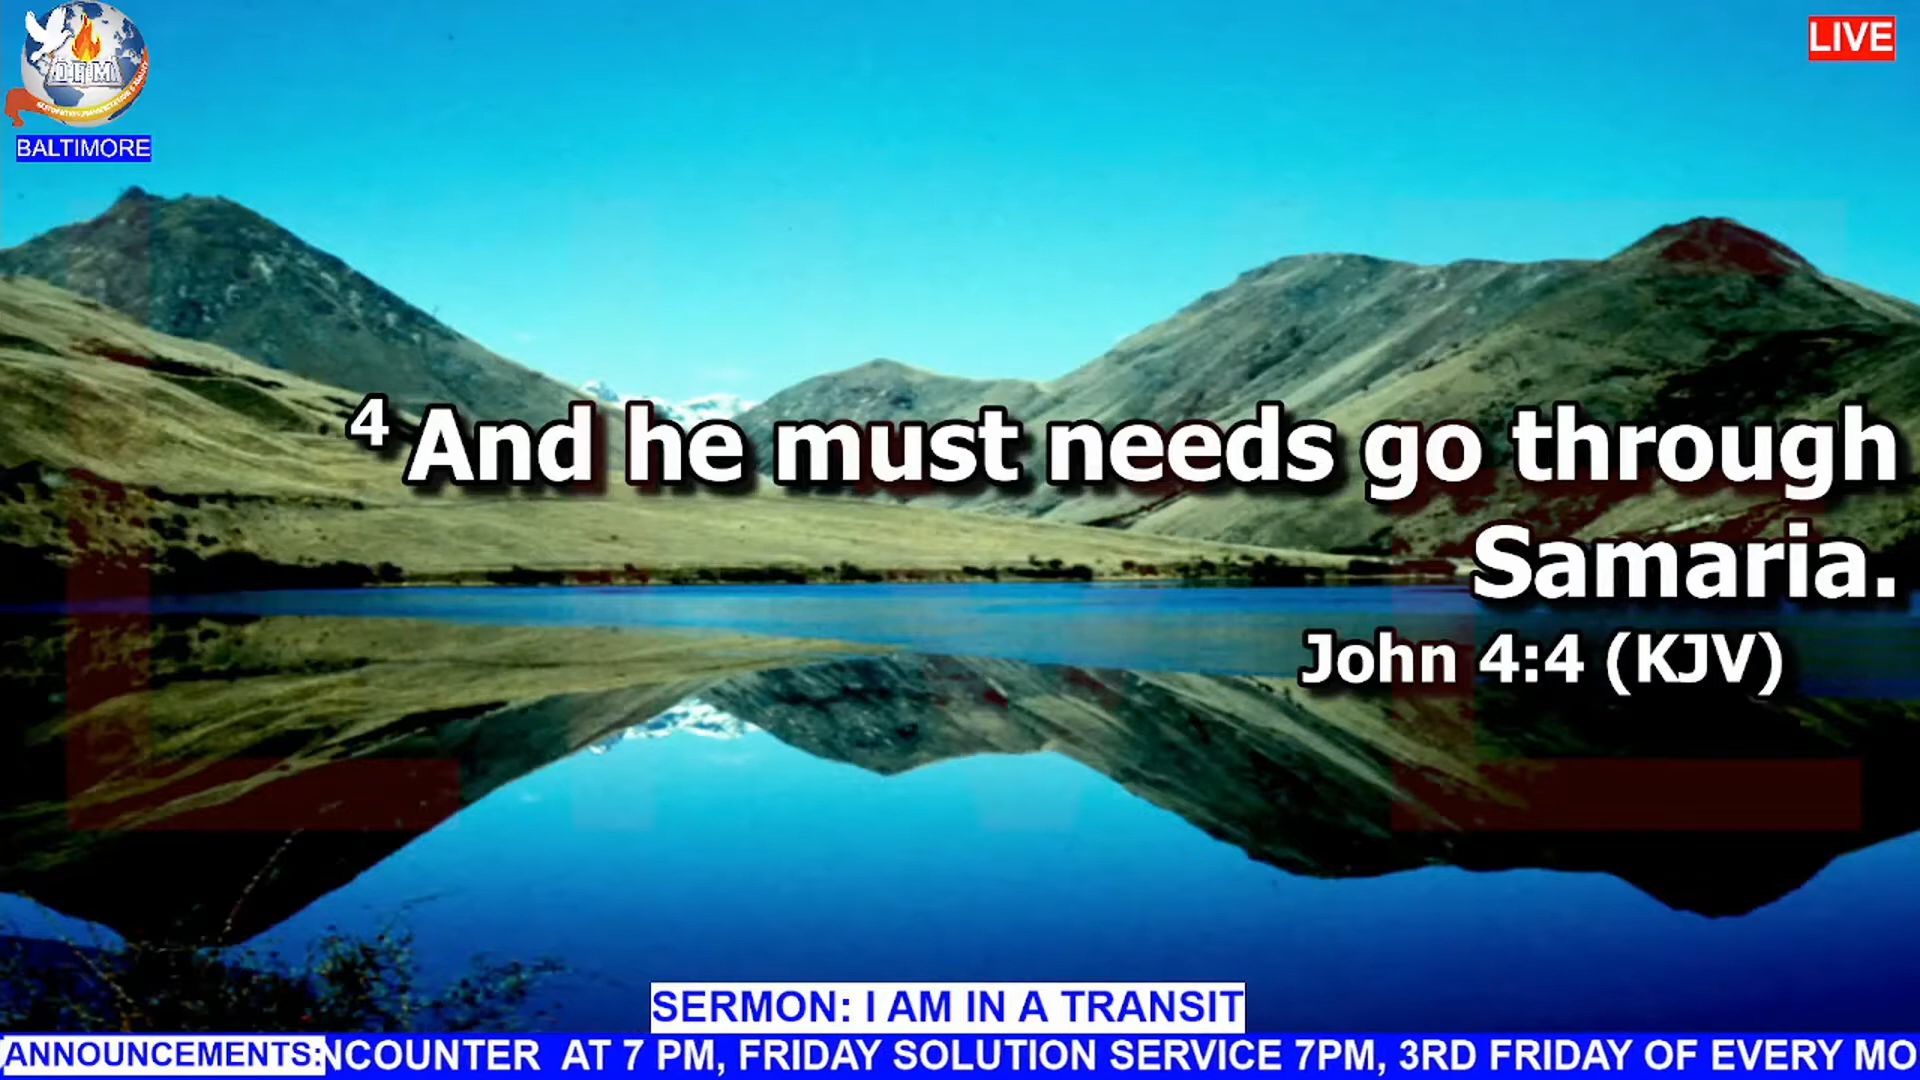 LIVE
BALTIMORE
4 And he must needs go through
Samaria.
John 4:4 (KJV)
SERMON: I AM IN A TRANSIT
ANNOUNCEMENTS:NCOUNTER AT 7 PM, FRIDAY SOLUTION SERVICE 7PM, 3RD FRIDAY OF EVERY MO